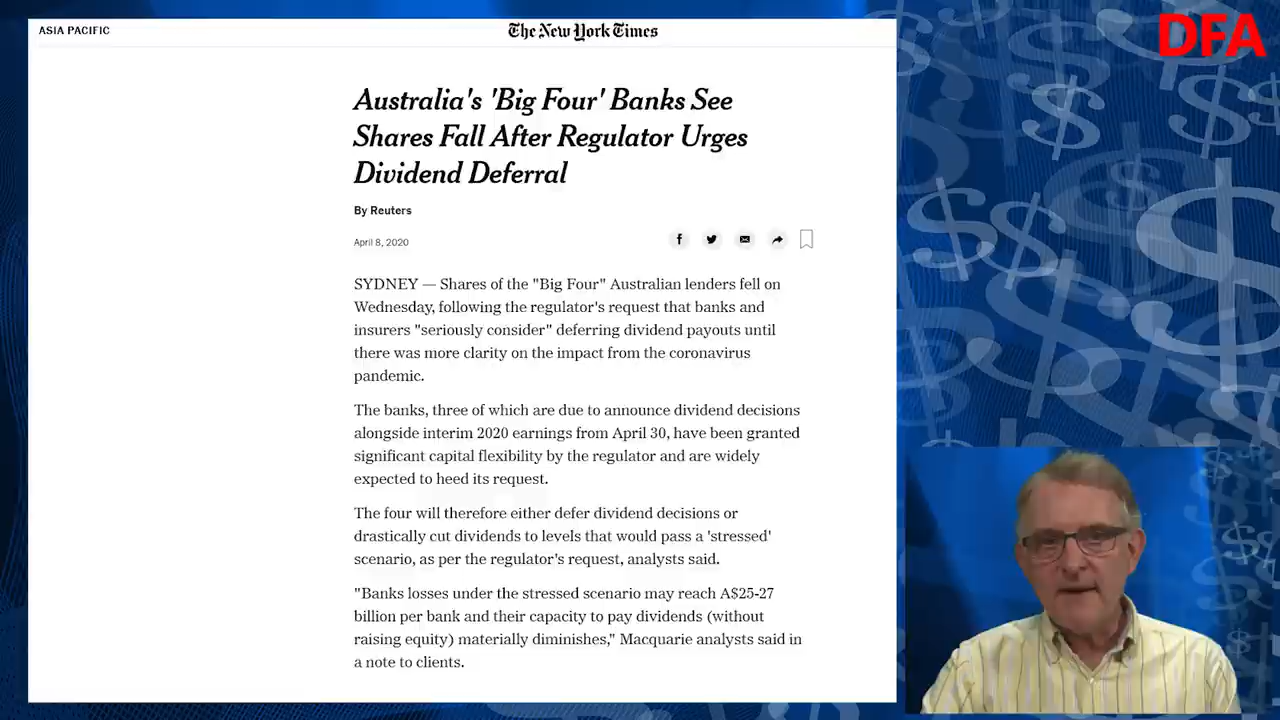 ASIA PACIFIC
The New York Times
DFA
Australia's 'Big Four' Banks See
Shares Fall After Regulator Urges
Dividend Deferral
By Reuters
April 8, 2020
SYDNEY — Shares of the "Big Four" Australian lenders fell on
Wednesday, following the regulator's request that banks and
insurers "seriously consider" deferring dividend payouts until
there was more clarity on the impact from the coronavirus
pandemic.
The banks, three of which are due to announce dividend decisions
alongside interim 2020 earnings from April 30, have been granted
significant capital flexibility by the regulator and are widely
expected to heed its request.
The four will therefore either defer dividend decisions or
drastically cut dividends to levels that would pass a 'stressed'
scenario, as per the regulator's request, analysts said.
"Banks losses under the stressed scenario may reach A$25-27
billion per bank and their capacity to pay dividends (without
raising equity) materially diminishes," Macquarie analysts said in
a note to clients.